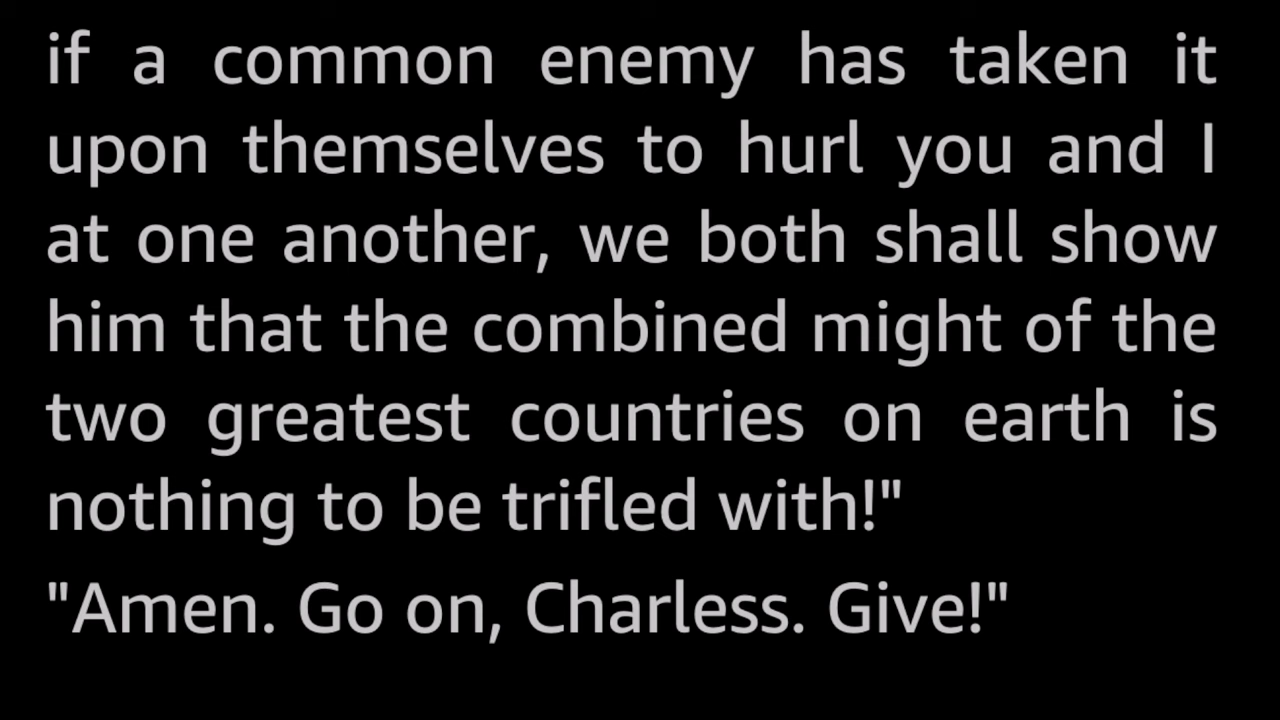 if a common enemy has taken it
upon themselves to hurl you and I
at one another, we both shall show
him that the combined might of the
two greatest countries on earth is
nothing to be trifled with!"
"Amen. Go on, Charless. Give!"